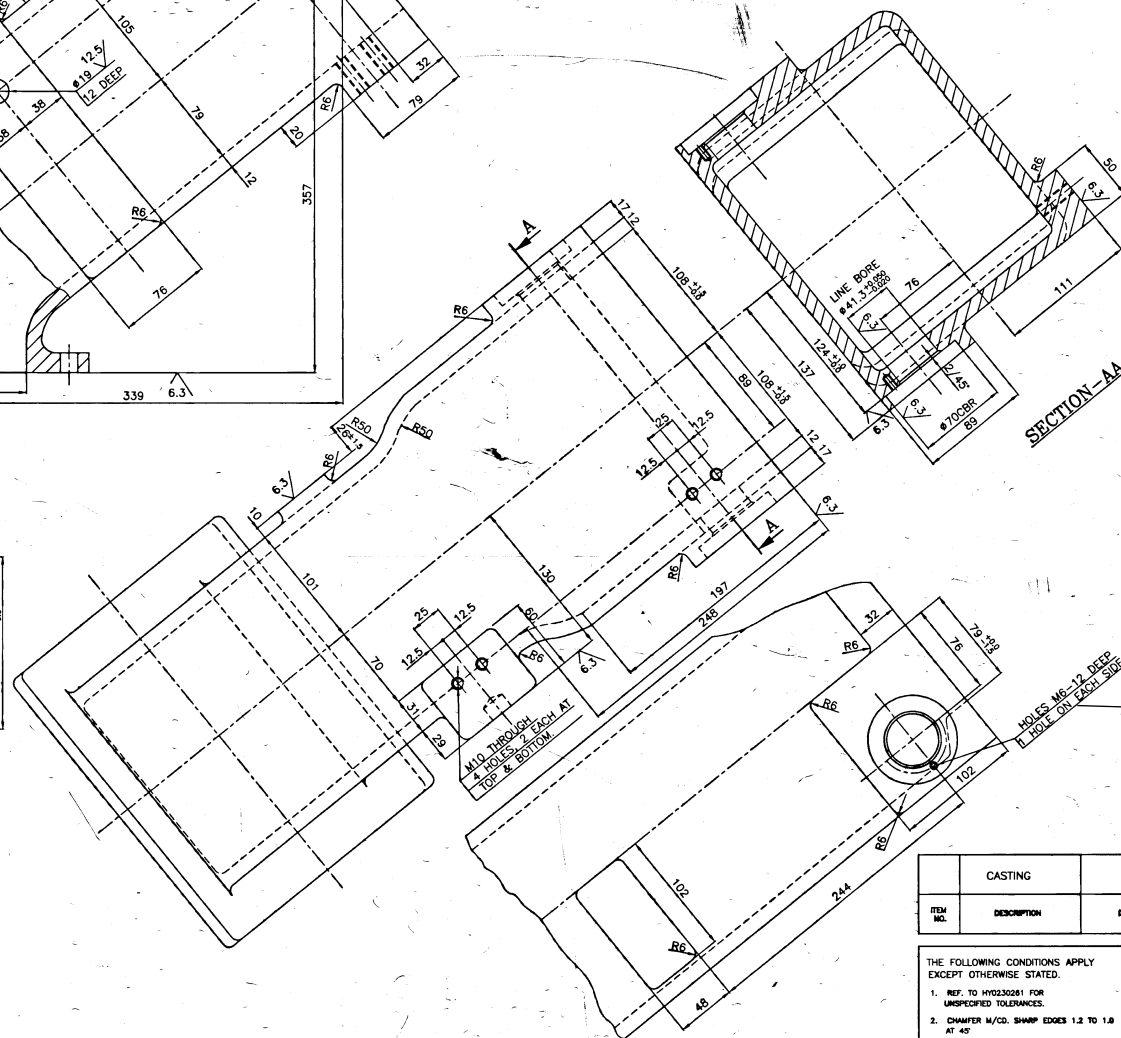 R6
105
12.5
ø19
12 DEEP
38
38
79
12
32
79
R6
20
357
R6
76
339
6.3
A
17
12
R6
108 +1.5 -0.0
124 +1.5 -0.0
137
89
108 +1.5 -0.0
25
12.5
12.5
12
17
6.3
A
R50
R50
26±1.5
R6
6.3
10
101
70
31
29
25
12.5
12.5
60
130
R6
6.3
R6
197
248
M10 THROUGH
4 HOLES, 2 EACH AT
TOP & BOTTOM
R6
50
6.3
111
LINE BORE
ø41.3 +0.050 -0.020
6.3
76
2/45°
6.3
6.3
ø70CBR
89
SECTION-AA
32
79 +0.0 -1.5
76
R6
R6
HOLES M6-12 DEEP
1 HOLE ON EACH SIDE
102
R6
102
R6
244
48
CASTING
ITEM NO.
DESCRIPTION
THE FOLLOWING CONDITIONS APPLY
EXCEPT OTHERWISE STATED.
1. REF. TO HY0230261 FOR
UNSPECIFIED TOLERANCES.
2. CHAMFER M/CD. SHARP EDGES 1.2 TO 1.0
AT 45°